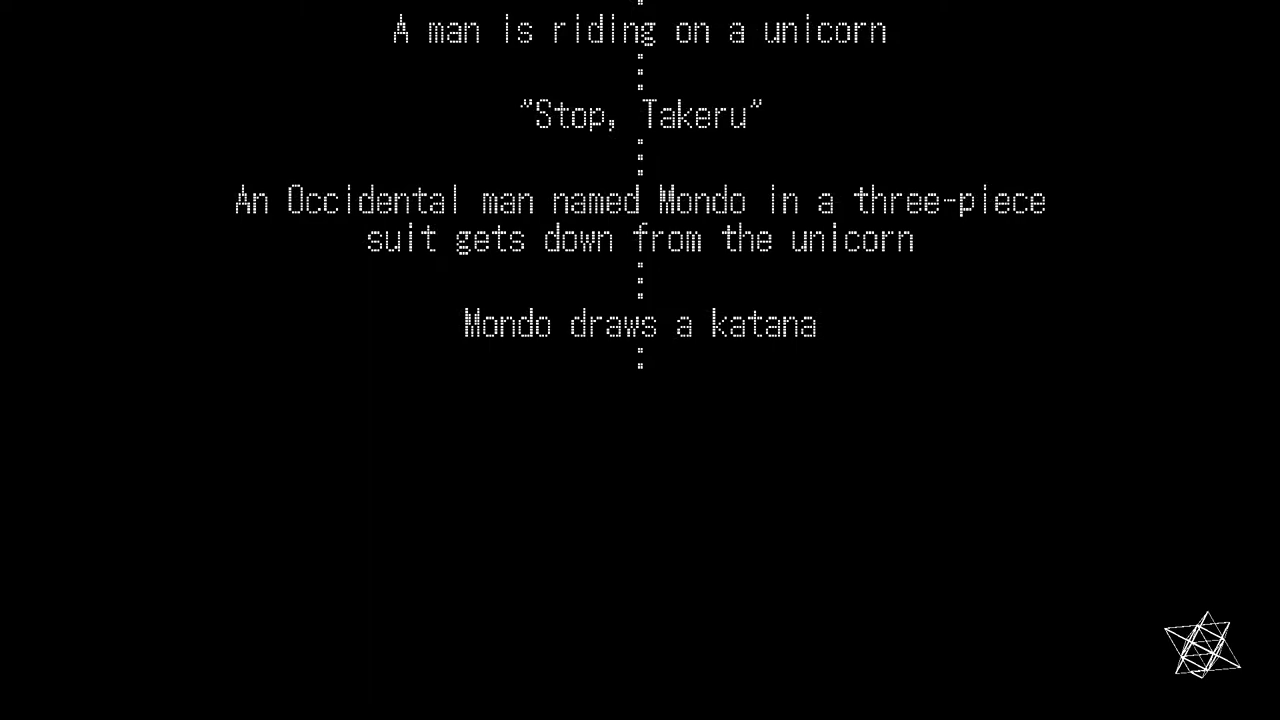 A man is riding on a unicorn
"Stop, Takeru"
An Occidental man named Mondo in a three-piece
suit gets down from the unicorn
Mondo draws a katana